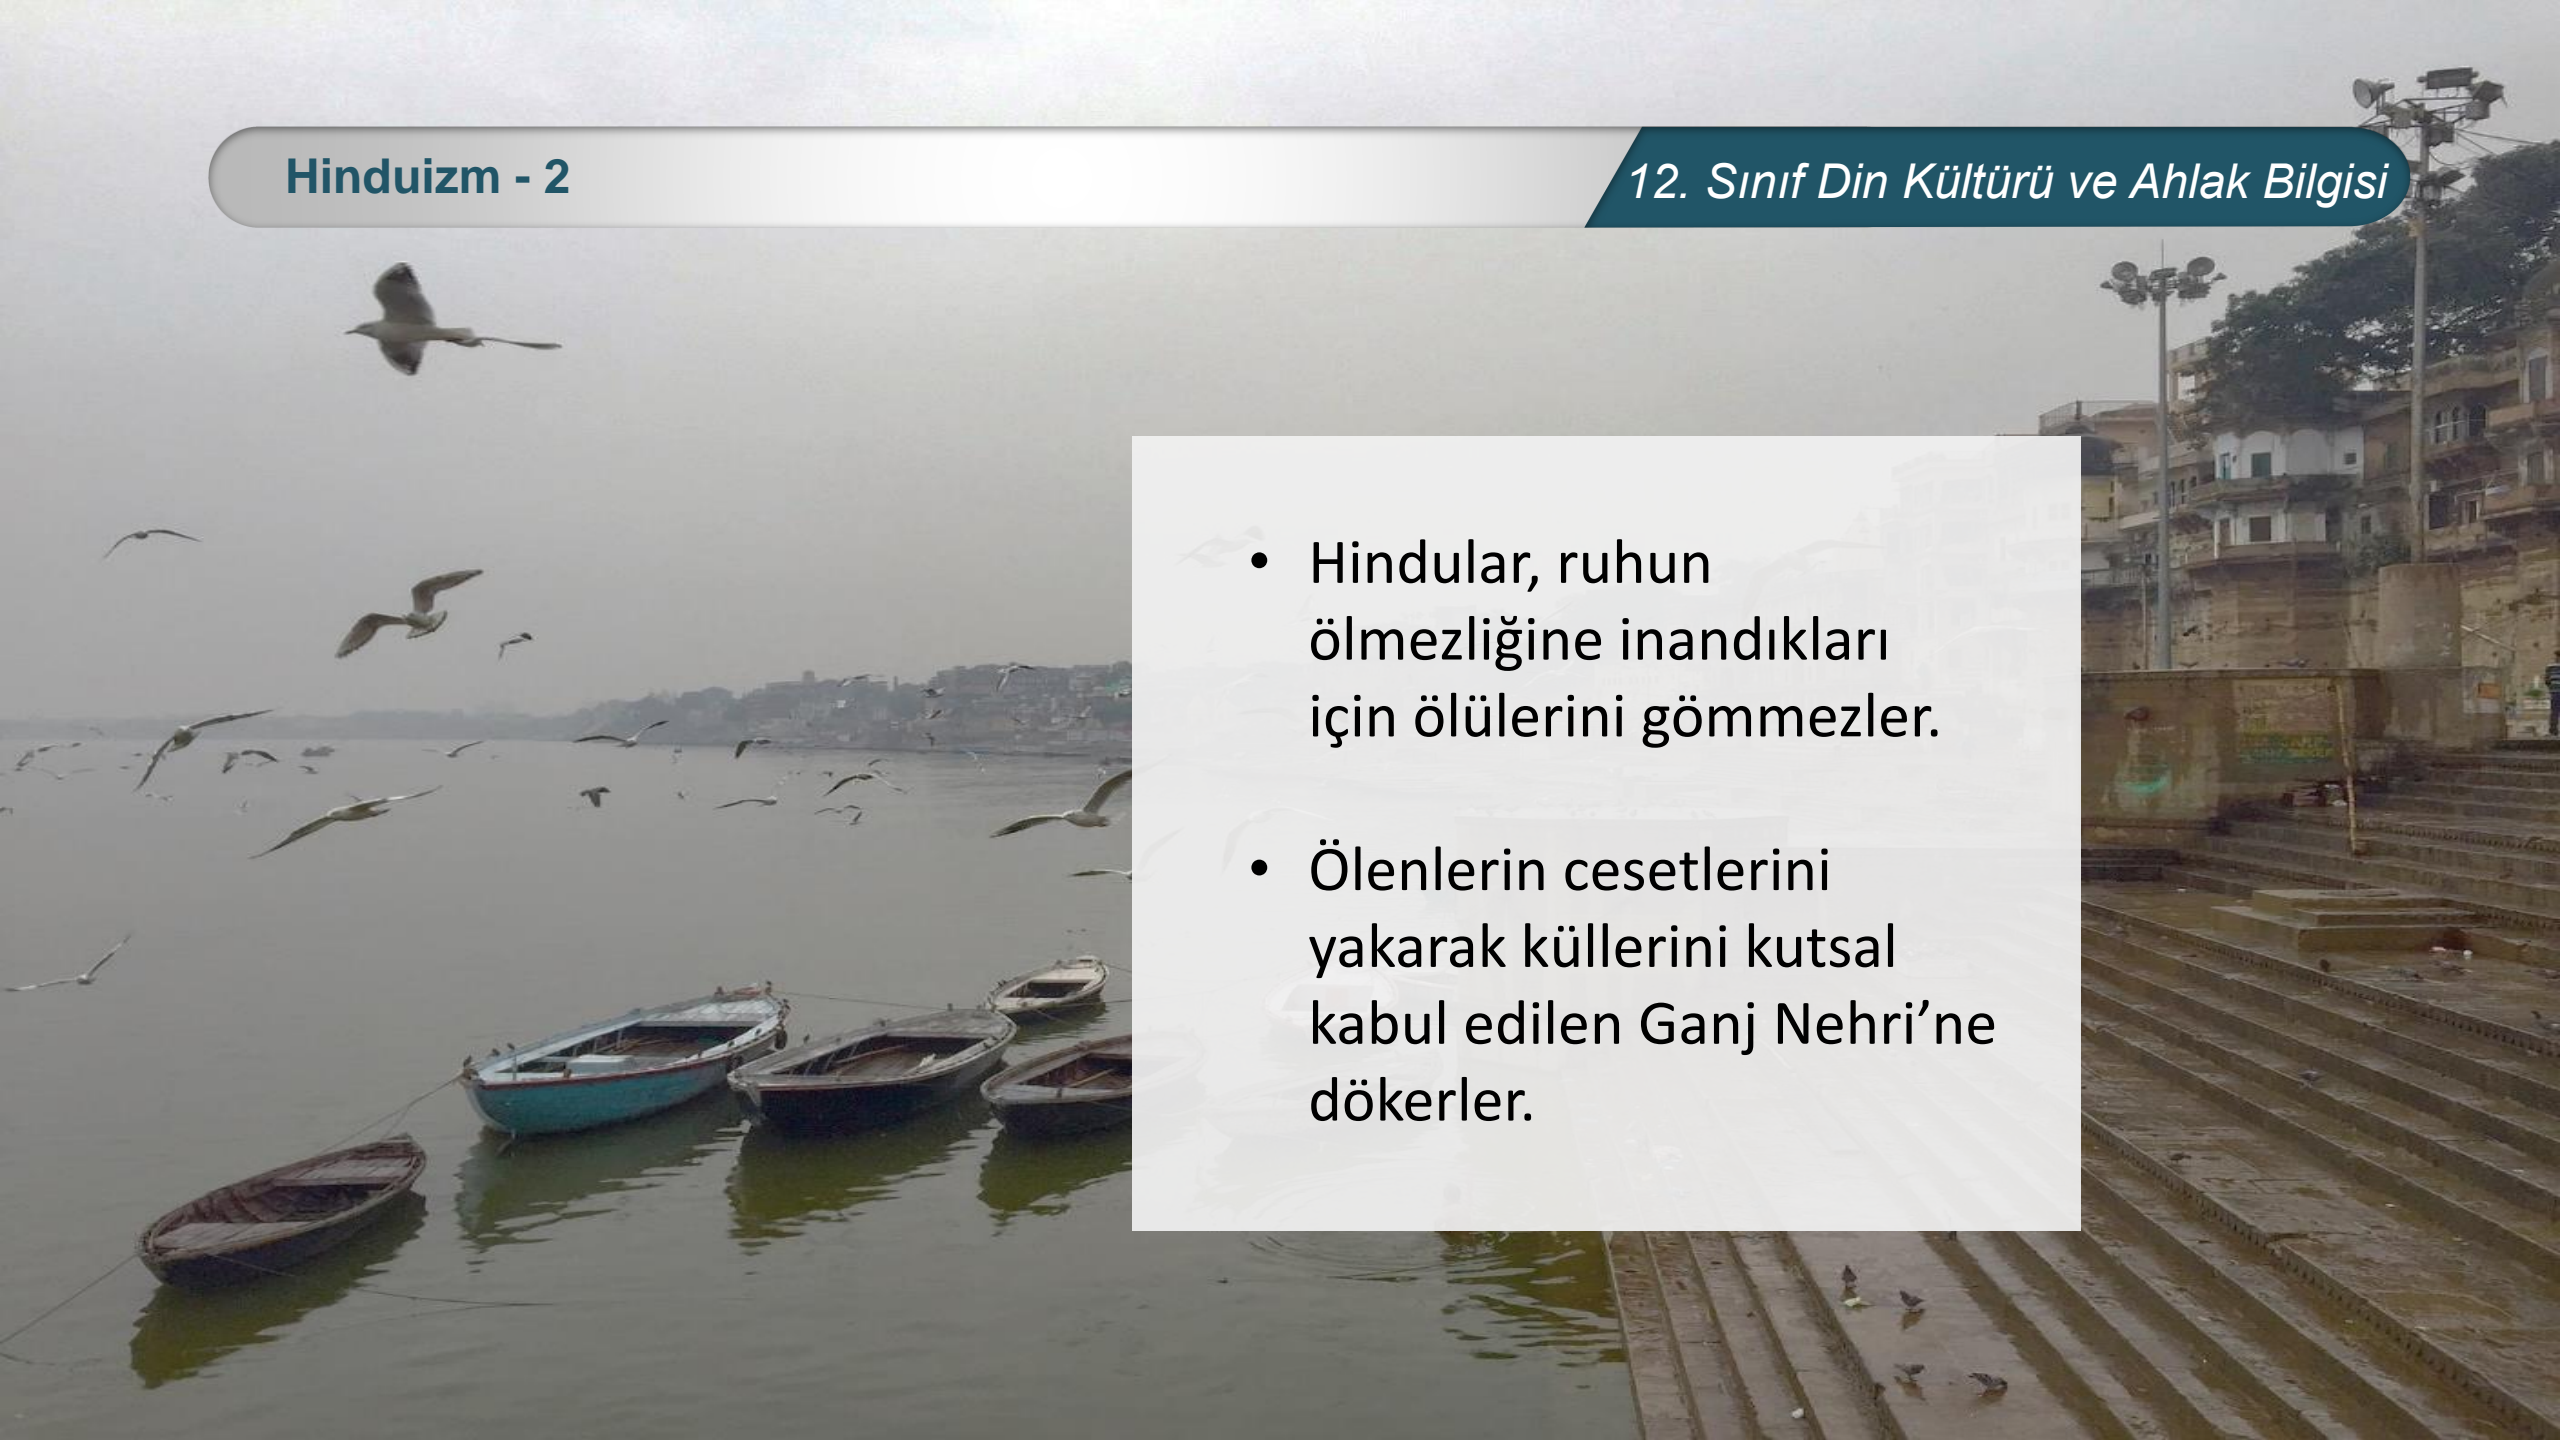 Hinduizm - 2
12. Sınıf Din Kültürü ve Ahlak Bilgisi
• Hindular, ruhun
ölmezliğine inandıkları
için ölülerini gömmezler.
• Ölenlerin cesetlerini
yakarak küllerini kutsal
kabul edilen Ganj Nehri’ne
dökerler.